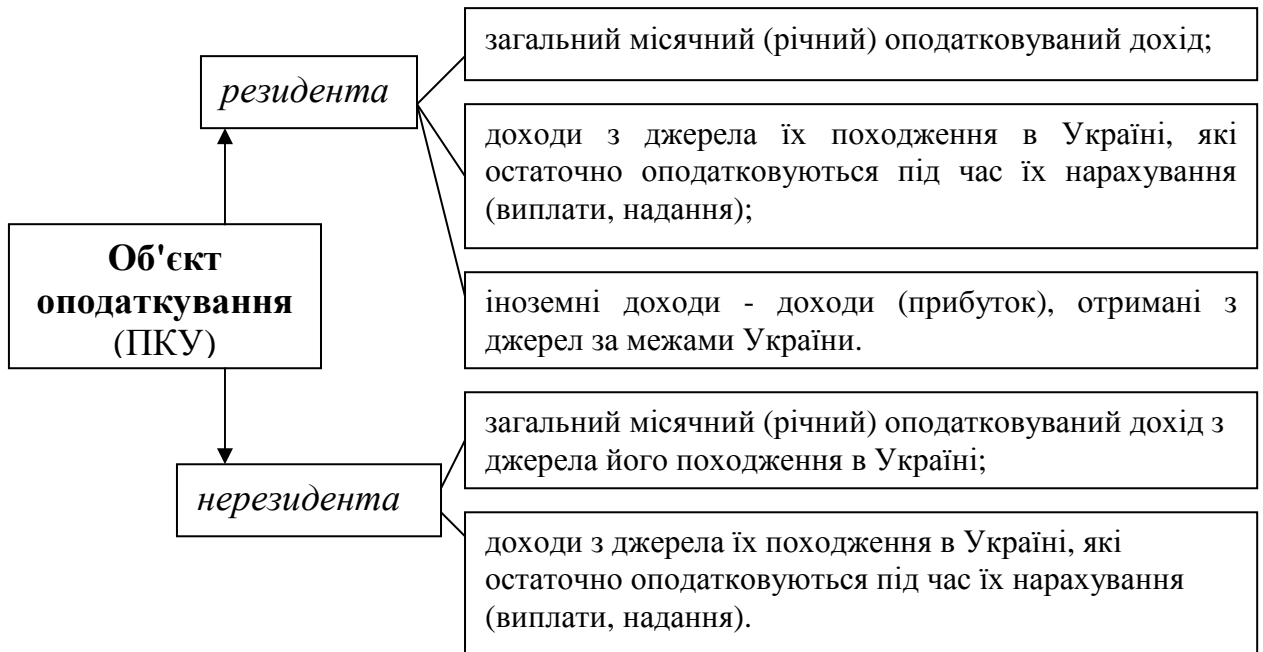 загальний місячний (річний) оподатковуваний дохід;
резидента
доходи з джерела їх походження в Україні, які
остаточно оподатковуються під час їх нарахування
(виплати, надання);
Об'єкт
оподаткування
(ПКУ)
іноземні доходи - доходи (прибуток), отримані з
джерел за межами України.
загальний місячний (річний) оподатковуваний дохід з
джерела його походження в Україні;
нерезидента
доходи з джерела їх походження в Україні, які
остаточно оподатковуються під час їх нарахування
(виплати, надання).